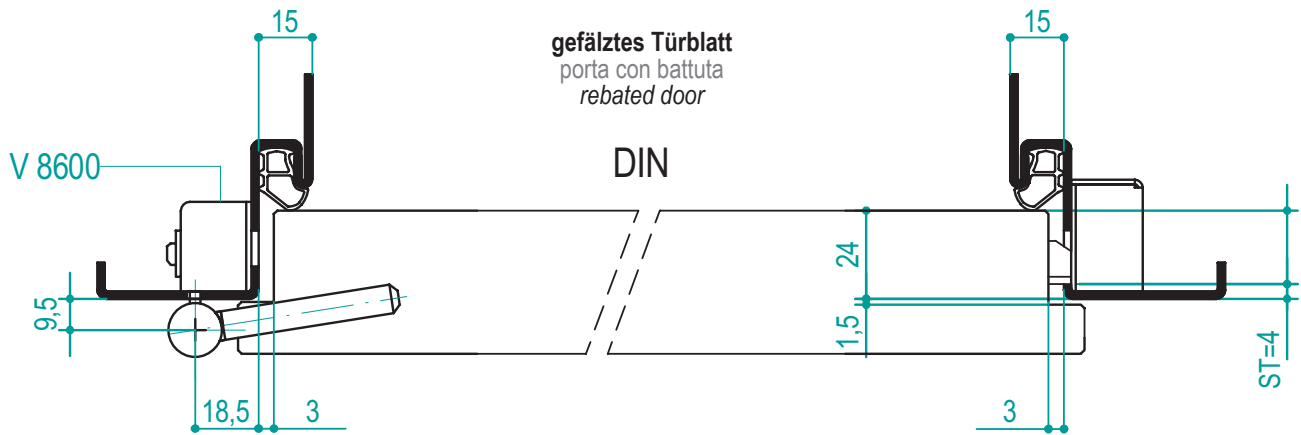 15
gefälztes Türblatt
porta con battuta
rebated door
15
V 8600
DIN
24
9,5
1,5
ST=4
18,5
3
3